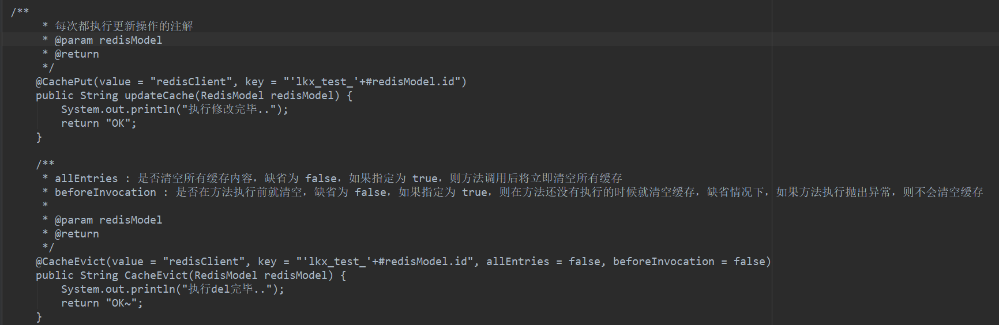 /**
* 每次都执行更新操作的注解
* @param redisModel
* @return
*/
@CachePut(value = "redisClient", key = "'lkx_test_'+#redisModel.id")
public String updateCache(RedisModel redisModel) {
System.out.println("执行修改完毕..");
return "OK";
}
/**
* allEntries : 是否清空所有缓存内容，缺省为 false，如果指定为 true，则方法调用后将立即清空所有缓存
* beforeInvocation : 是否在方法执行前就清空，缺省为 false，如果指定为 true，则在方法还没有执行的时候就清空缓存，缺省情况下，如果方法执行抛出异常，则不会清空缓存
*
* @param redisModel
* @return
*/
@CacheEvict(value = "redisClient", key = "'lkx_test_'+#redisModel.id", allEntries = false, beforeInvocation = false)
public String CacheEvict(RedisModel redisModel) {
System.out.println("执行del完毕..");
return "OK~";
}